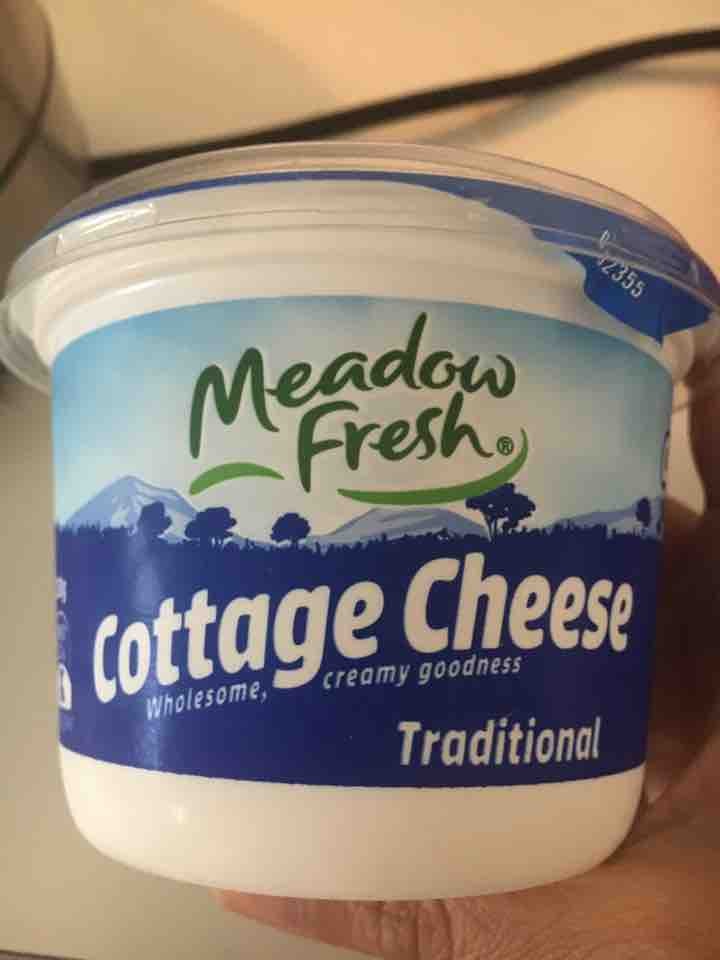 12355
Meadow
Fresh®
Cottage Cheese
Wholesome, creamy goodness
Traditional